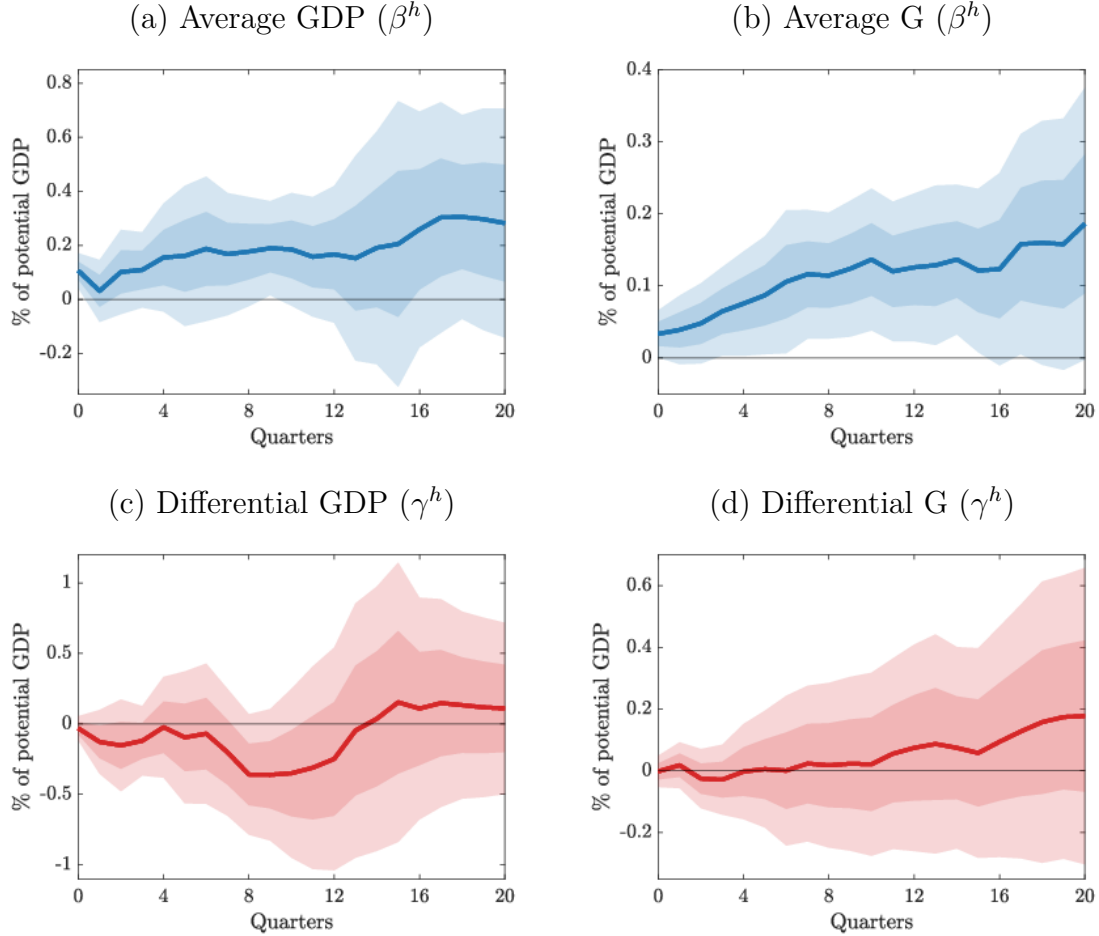 (a) Average GDP (β^h)
(b) Average G (β^h)
% of potential GDP
0.8
0.6
0.4
0.2
0
-0.2
0 4 8 12 16 20
Quarters
% of potential GDP
0.4
0.3
0.2
0.1
0
0 4 8 12 16 20
Quarters
(c) Differential GDP (γ^h)
(d) Differential G (γ^h)
% of potential GDP
1
0.5
0
-0.5
-1
0 4 8 12 16 20
Quarters
% of potential GDP
0.6
0.4
0.2
0
-0.2
0 4 8 12 16 20
Quarters